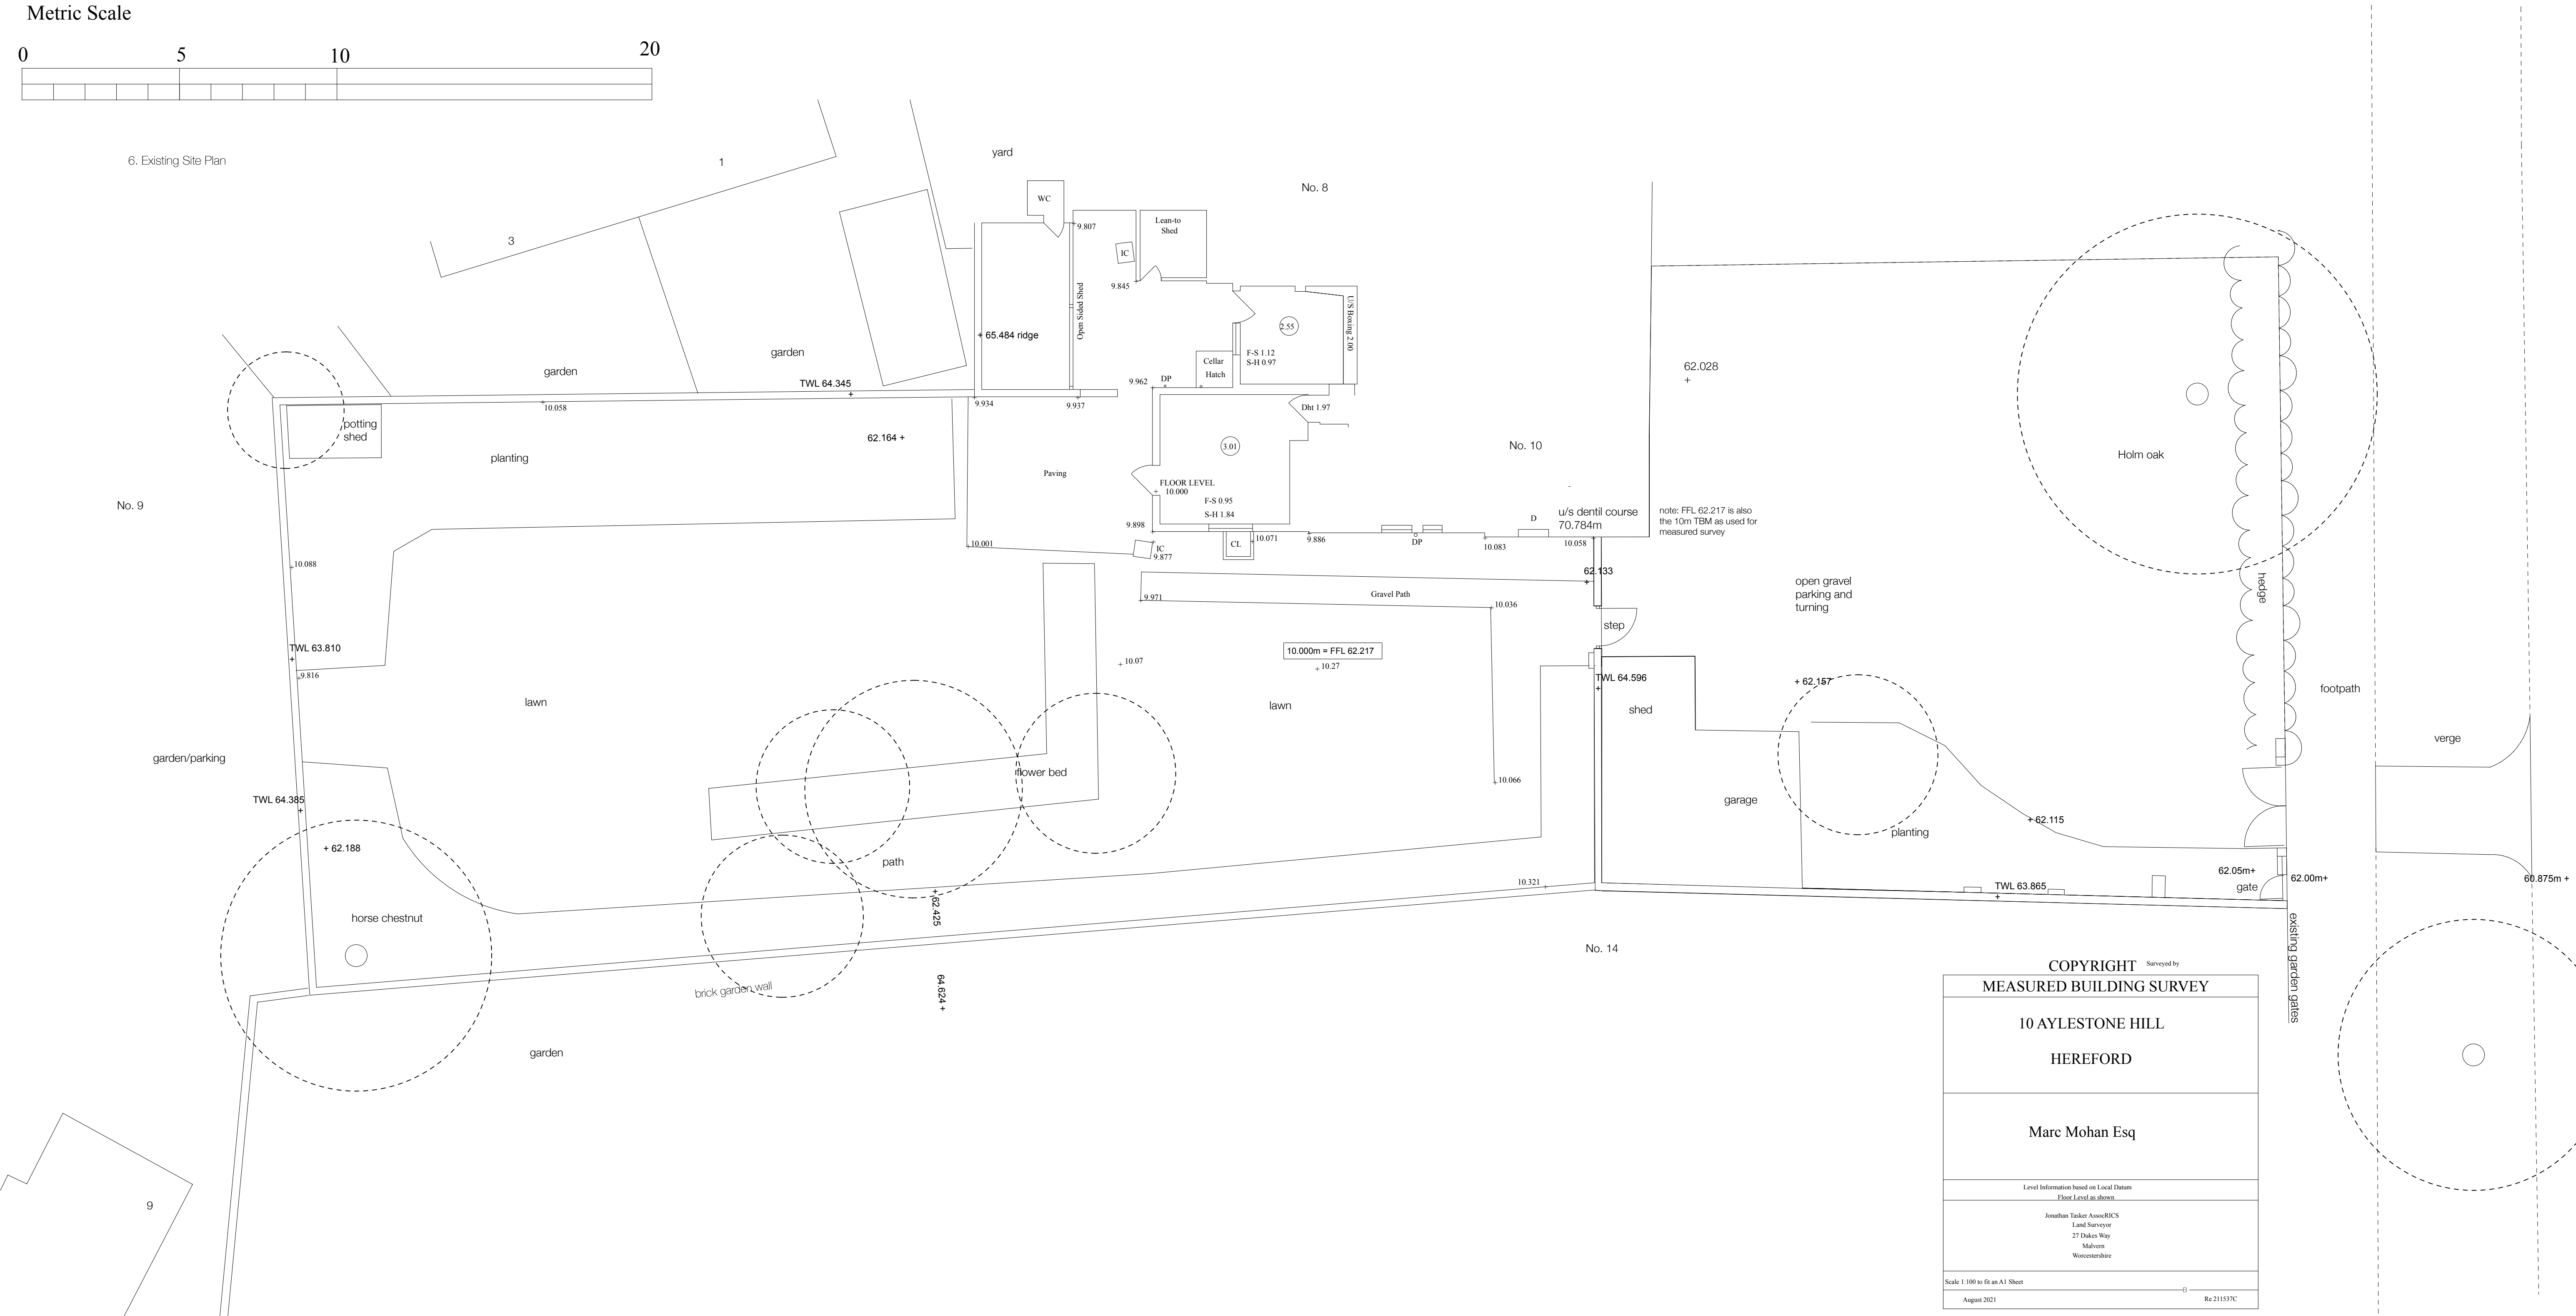 Metric Scale
0 5 10 20
6. Existing Site Plan
1
yard
No. 8
3
WC
9.807
Lean-to
Shed
IC
9.845
Open Sided Shed
+ 65.484 ridge
2.55
U/S Boxing 2.00
F-S 1.12
S-H 0.97
Cellar
Hatch
garden
garden
TWL 64.345
9.962
DP
62.028
+
10.058
9.934
9.937
Dht 1.97
potting
shed
62.164 +
3.01
No. 10
Holm oak
planting
Paving
FLOOR LEVEL
10.000
F-S 0.95
S-H 1.84
No. 9
u/s dentil course
70.784m
note: FFL 62.217 is also
the 10m TBM as used for
measured survey
9.898
D
10.001
IC
9.877
CL
10.071
9.886
DP
10.083
10.058
10.088
62.133
open gravel
parking and
turning
hedge
9.971
Gravel Path
10.036
step
TWL 63.810
10.000m = FFL 62.217
10.07
10.27
9.816
TWL 64.596
+ 62.157
footpath
lawn
lawn
shed
verge
garden/parking
flower bed
10.066
TWL 64.385
garage
+ 62.115
planting
+ 62.188
path
62.05m+
62.00m+
60.875m +
10.321
TWL 63.865
gate
62.425
horse chestnut
No. 14
existing garden gates
brick garden wall
64.624 +
garden
9
COPYRIGHT Surveyed by
MEASURED BUILDING SURVEY
10 AYLESTONE HILL
HEREFORD
Marc Mohan Esq
Level Information based on Local Datum
Floor Level as shown
Jonathan Tasker AssocRICS
Land Surveyor
27 Dukes Way
Malvern
Worcestershire
Scale 1:100 to fit an A1 Sheet
B
August 2021 Re 211537C